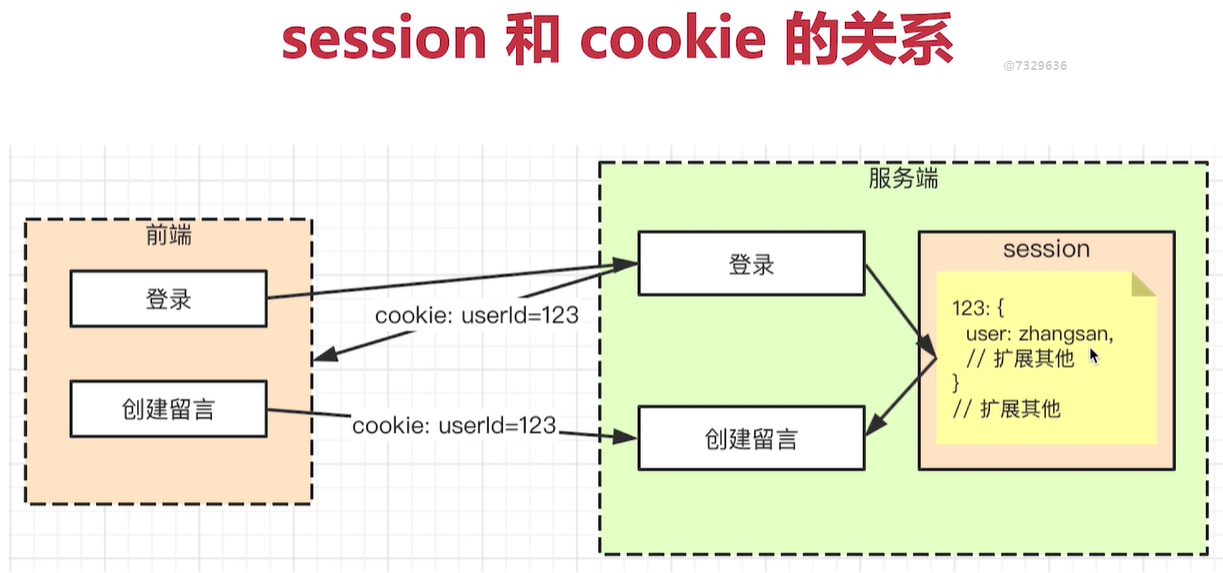 session 和 cookie 的关系
@7329636
前端
登录
创建留言
cookie: userId=123
cookie: userId=123
服务端
登录
创建留言
session
123: {
user: zhangsan,
// 扩展其他
}
// 扩展其他